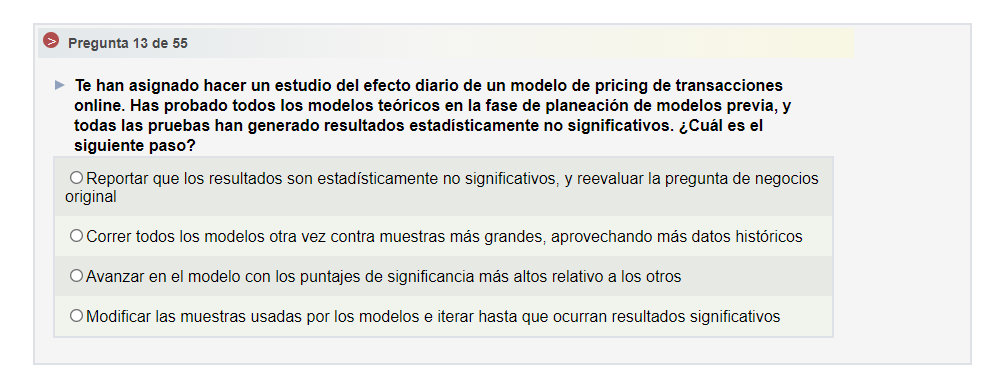 Pregunta 13 de 55
Te han asignado hacer un estudio del efecto diario de un modelo de pricing de transacciones
online. Has probado todos los modelos teóricos en la fase de planeación de modelos previa, y
todas las pruebas han generado resultados estadísticamente no significativos. ¿Cuál es el
siguiente paso?
Reportar que los resultados son estadísticamente no significativos, y reevaluar la pregunta de negocios
original
Correr todos los modelos otra vez contra muestras más grandes, aprovechando más datos históricos
Avanzar en el modelo con los puntajes de significancia más altos relativo a los otros
Modificar las muestras usadas por los modelos e iterar hasta que ocurran resultados significativos